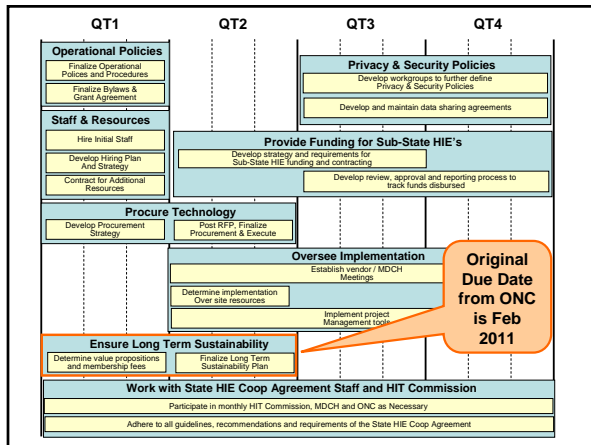 QT1 QT2 QT3 QT4
Operational Policies
Finalize Operational
Polices and Procedures
Finalize Bylaws &
Grant Agreement
Privacy & Security Policies
Develop workgroups to further define
Privacy & Security Policies
Develop and maintain data sharing agreements
Staff & Resources
Hire Initial Staff
Develop Hiring Plan
And Strategy
Contract for Additional
Resources
Provide Funding for Sub-State HIE's
Develop strategy and requirements for
Sub-State HIE funding and contracting
Develop review, approval and reporting process to
track funds disbursed
Procure Technology
Develop Procurement
Strategy
Post RFP, Finalize
Procurement & Execute
Oversee Implementation
Establish vendor / MDCH
Meetings
Determine implementation
Over site resources
Implement project
Management tools
Original
Due Date
from ONC
is Feb
2011
Ensure Long Term Sustainability
Determine value propositions
and membership fees
Finalize Long Term
Sustainability Plan
Work with State HIE Coop Agreement Staff and HIT Commission
Participate in monthly HIT Commission, MDCH and ONC as Necessary
Adhere to all guidelines, recommendations and requirements of the State HIE Coop Agreement